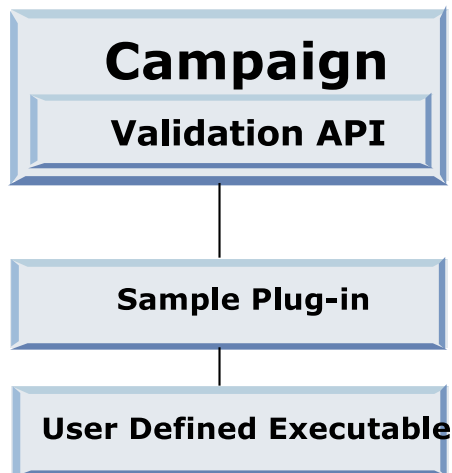 Campaign
Validation API
Sample Plug-in
User Defined Executable